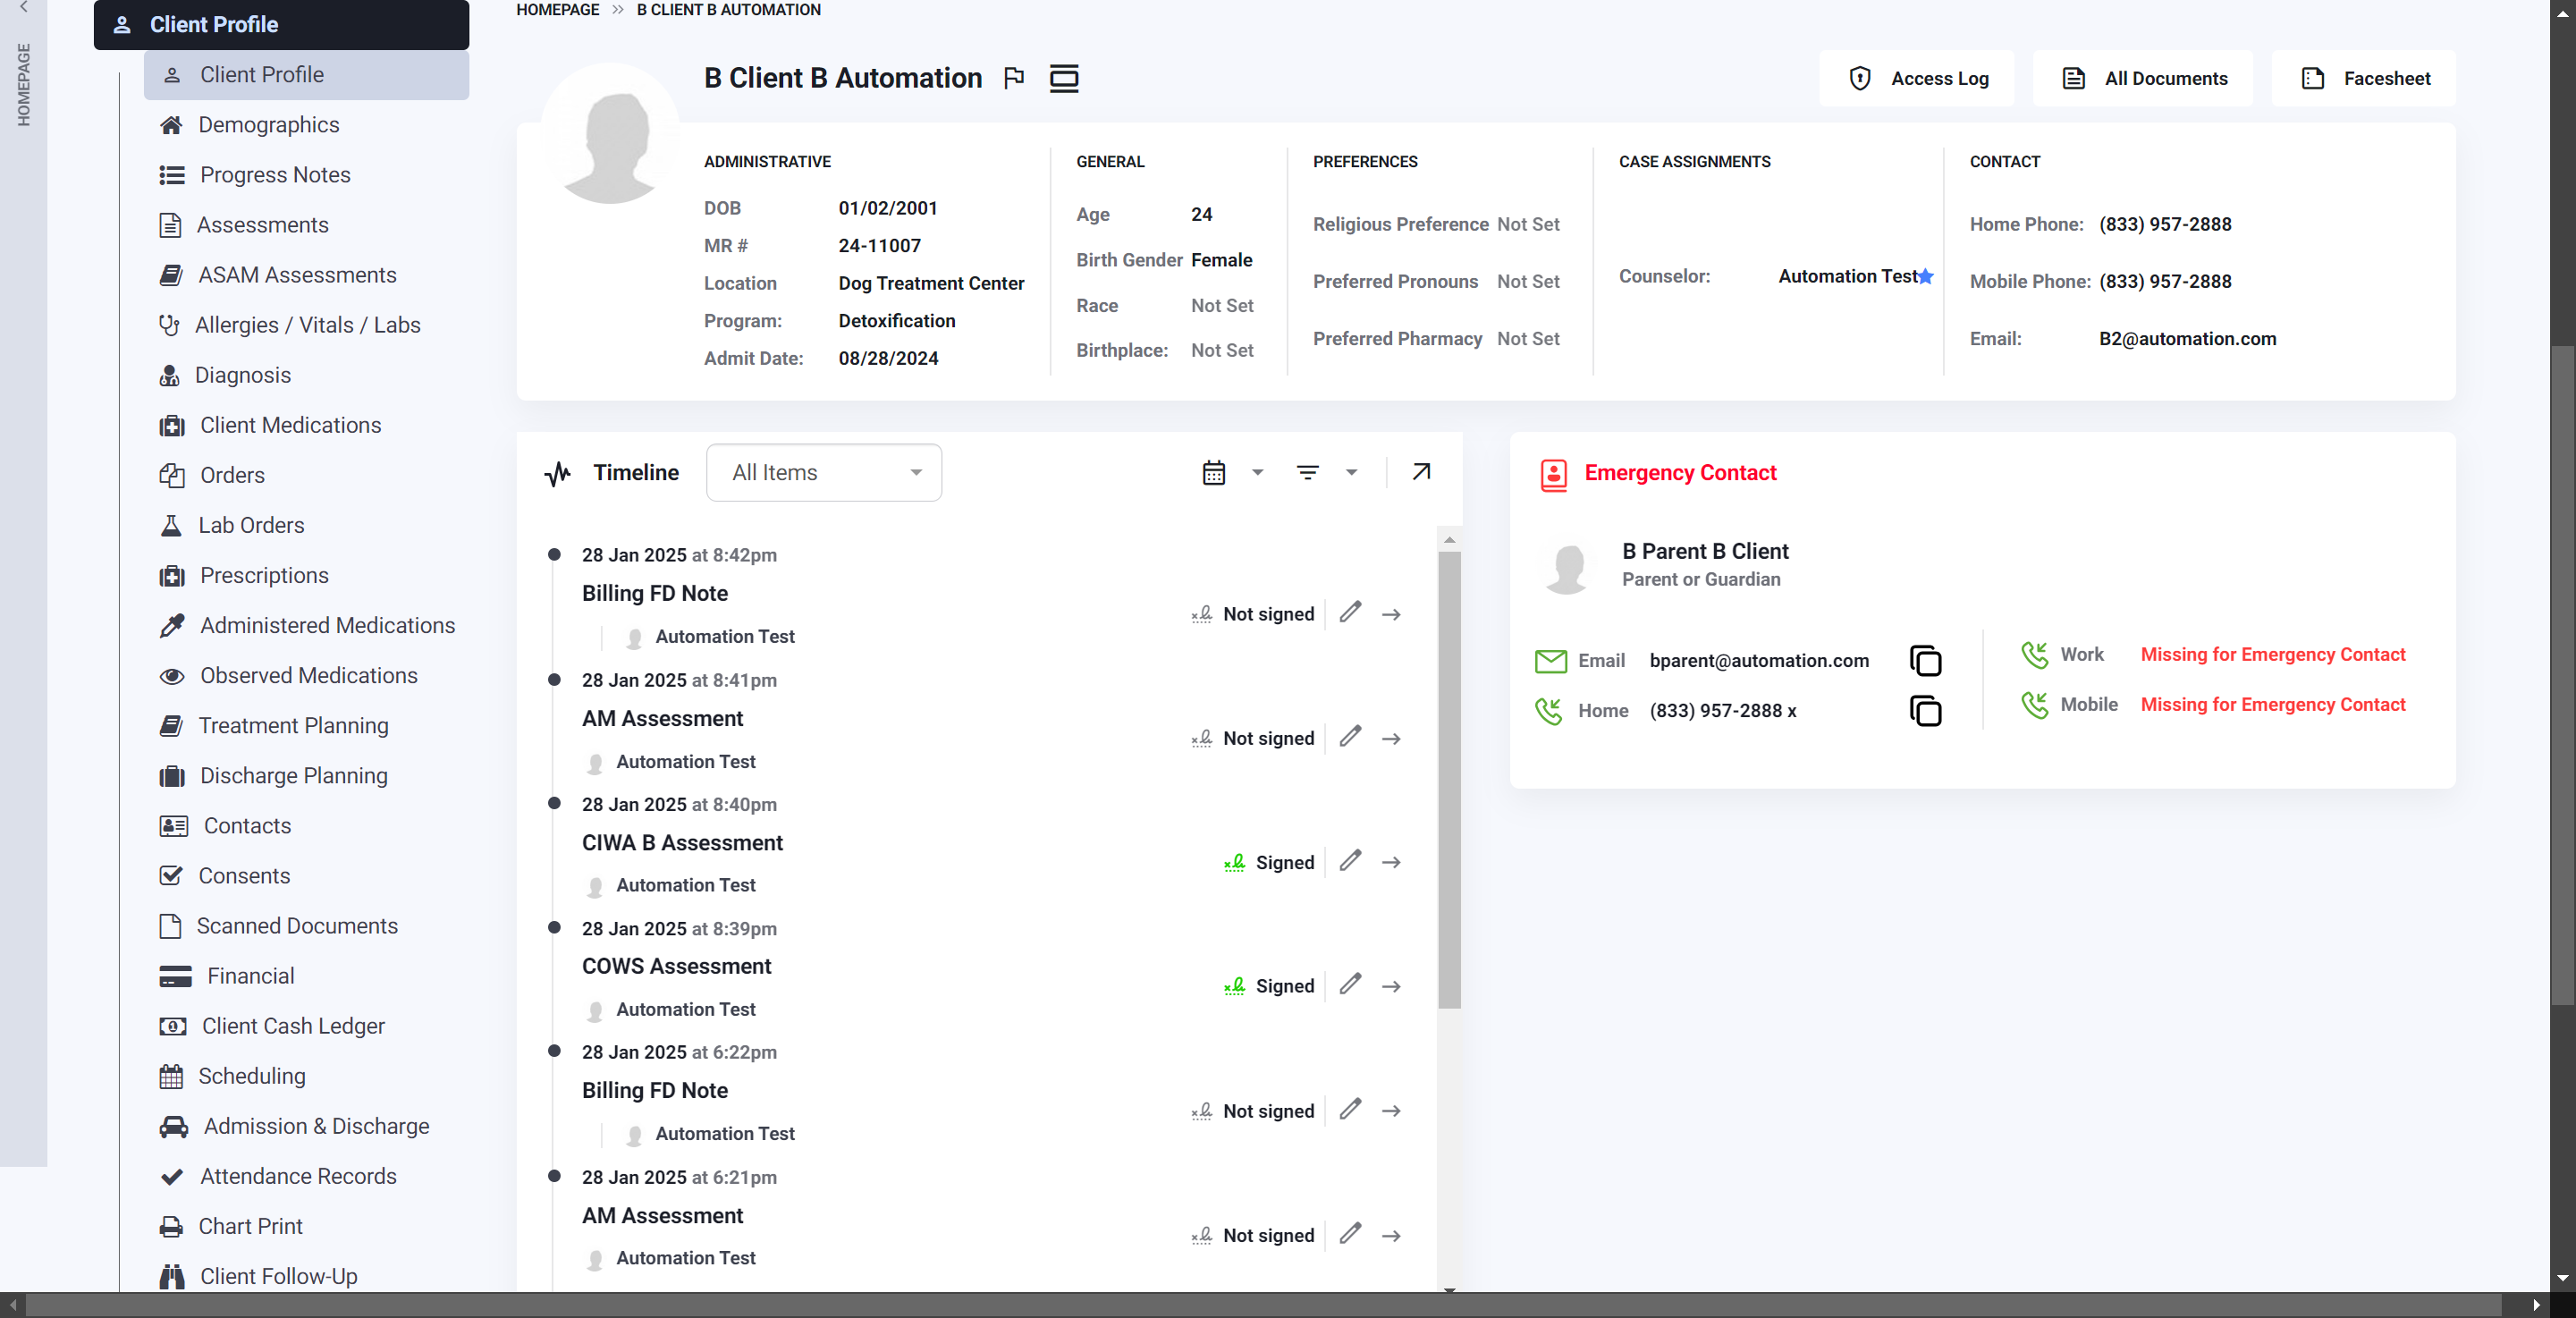 HOMEPAGE
Client Profile
Client Profile
Demographics
Progress Notes
Assessments
ASAM Assessments
Allergies / Vitals / Labs
Diagnosis
Client Medications
Orders
Lab Orders
Prescriptions
Administered Medications
Observed Medications
Treatment Planning
Discharge Planning
Contacts
Consents
Scanned Documents
Financial
Client Cash Ledger
Scheduling
Admission & Discharge
Attendance Records
Chart Print
Client Follow-Up
HOMEPAGE >> B CLIENT B AUTOMATION
B Client B Automation
Access Log
All Documents
Facesheet
ADMINISTRATIVE
DOB 01/02/2001
MR # 24-11007
Location Dog Treatment Center
Program: Detoxification
Admit Date: 08/28/2024
GENERAL
Age 24
Birth Gender Female
Race Not Set
Birthplace: Not Set
PREFERENCES
Religious Preference Not Set
Preferred Pronouns Not Set
Preferred Pharmacy Not Set
CASE ASSIGNMENTS
Counselor: Automation Test
CONTACT
Home Phone: (833) 957-2888
Mobile Phone: (833) 957-2888
Email: B2@automation.com
Timeline All Items
28 Jan 2025 at 8:42pm
Billing FD Note
Automation Test
Not signed
28 Jan 2025 at 8:41pm
AM Assessment
Automation Test
Not signed
28 Jan 2025 at 8:40pm
CIWA B Assessment
Automation Test
Signed
28 Jan 2025 at 8:39pm
COWS Assessment
Automation Test
Signed
28 Jan 2025 at 6:22pm
Billing FD Note
Automation Test
Not signed
28 Jan 2025 at 6:21pm
AM Assessment
Automation Test
Not signed
Emergency Contact
B Parent B Client
Parent or Guardian
Email bparent@automation.com
Home (833) 957-2888 x
Work Missing for Emergency Contact
Mobile Missing for Emergency Contact